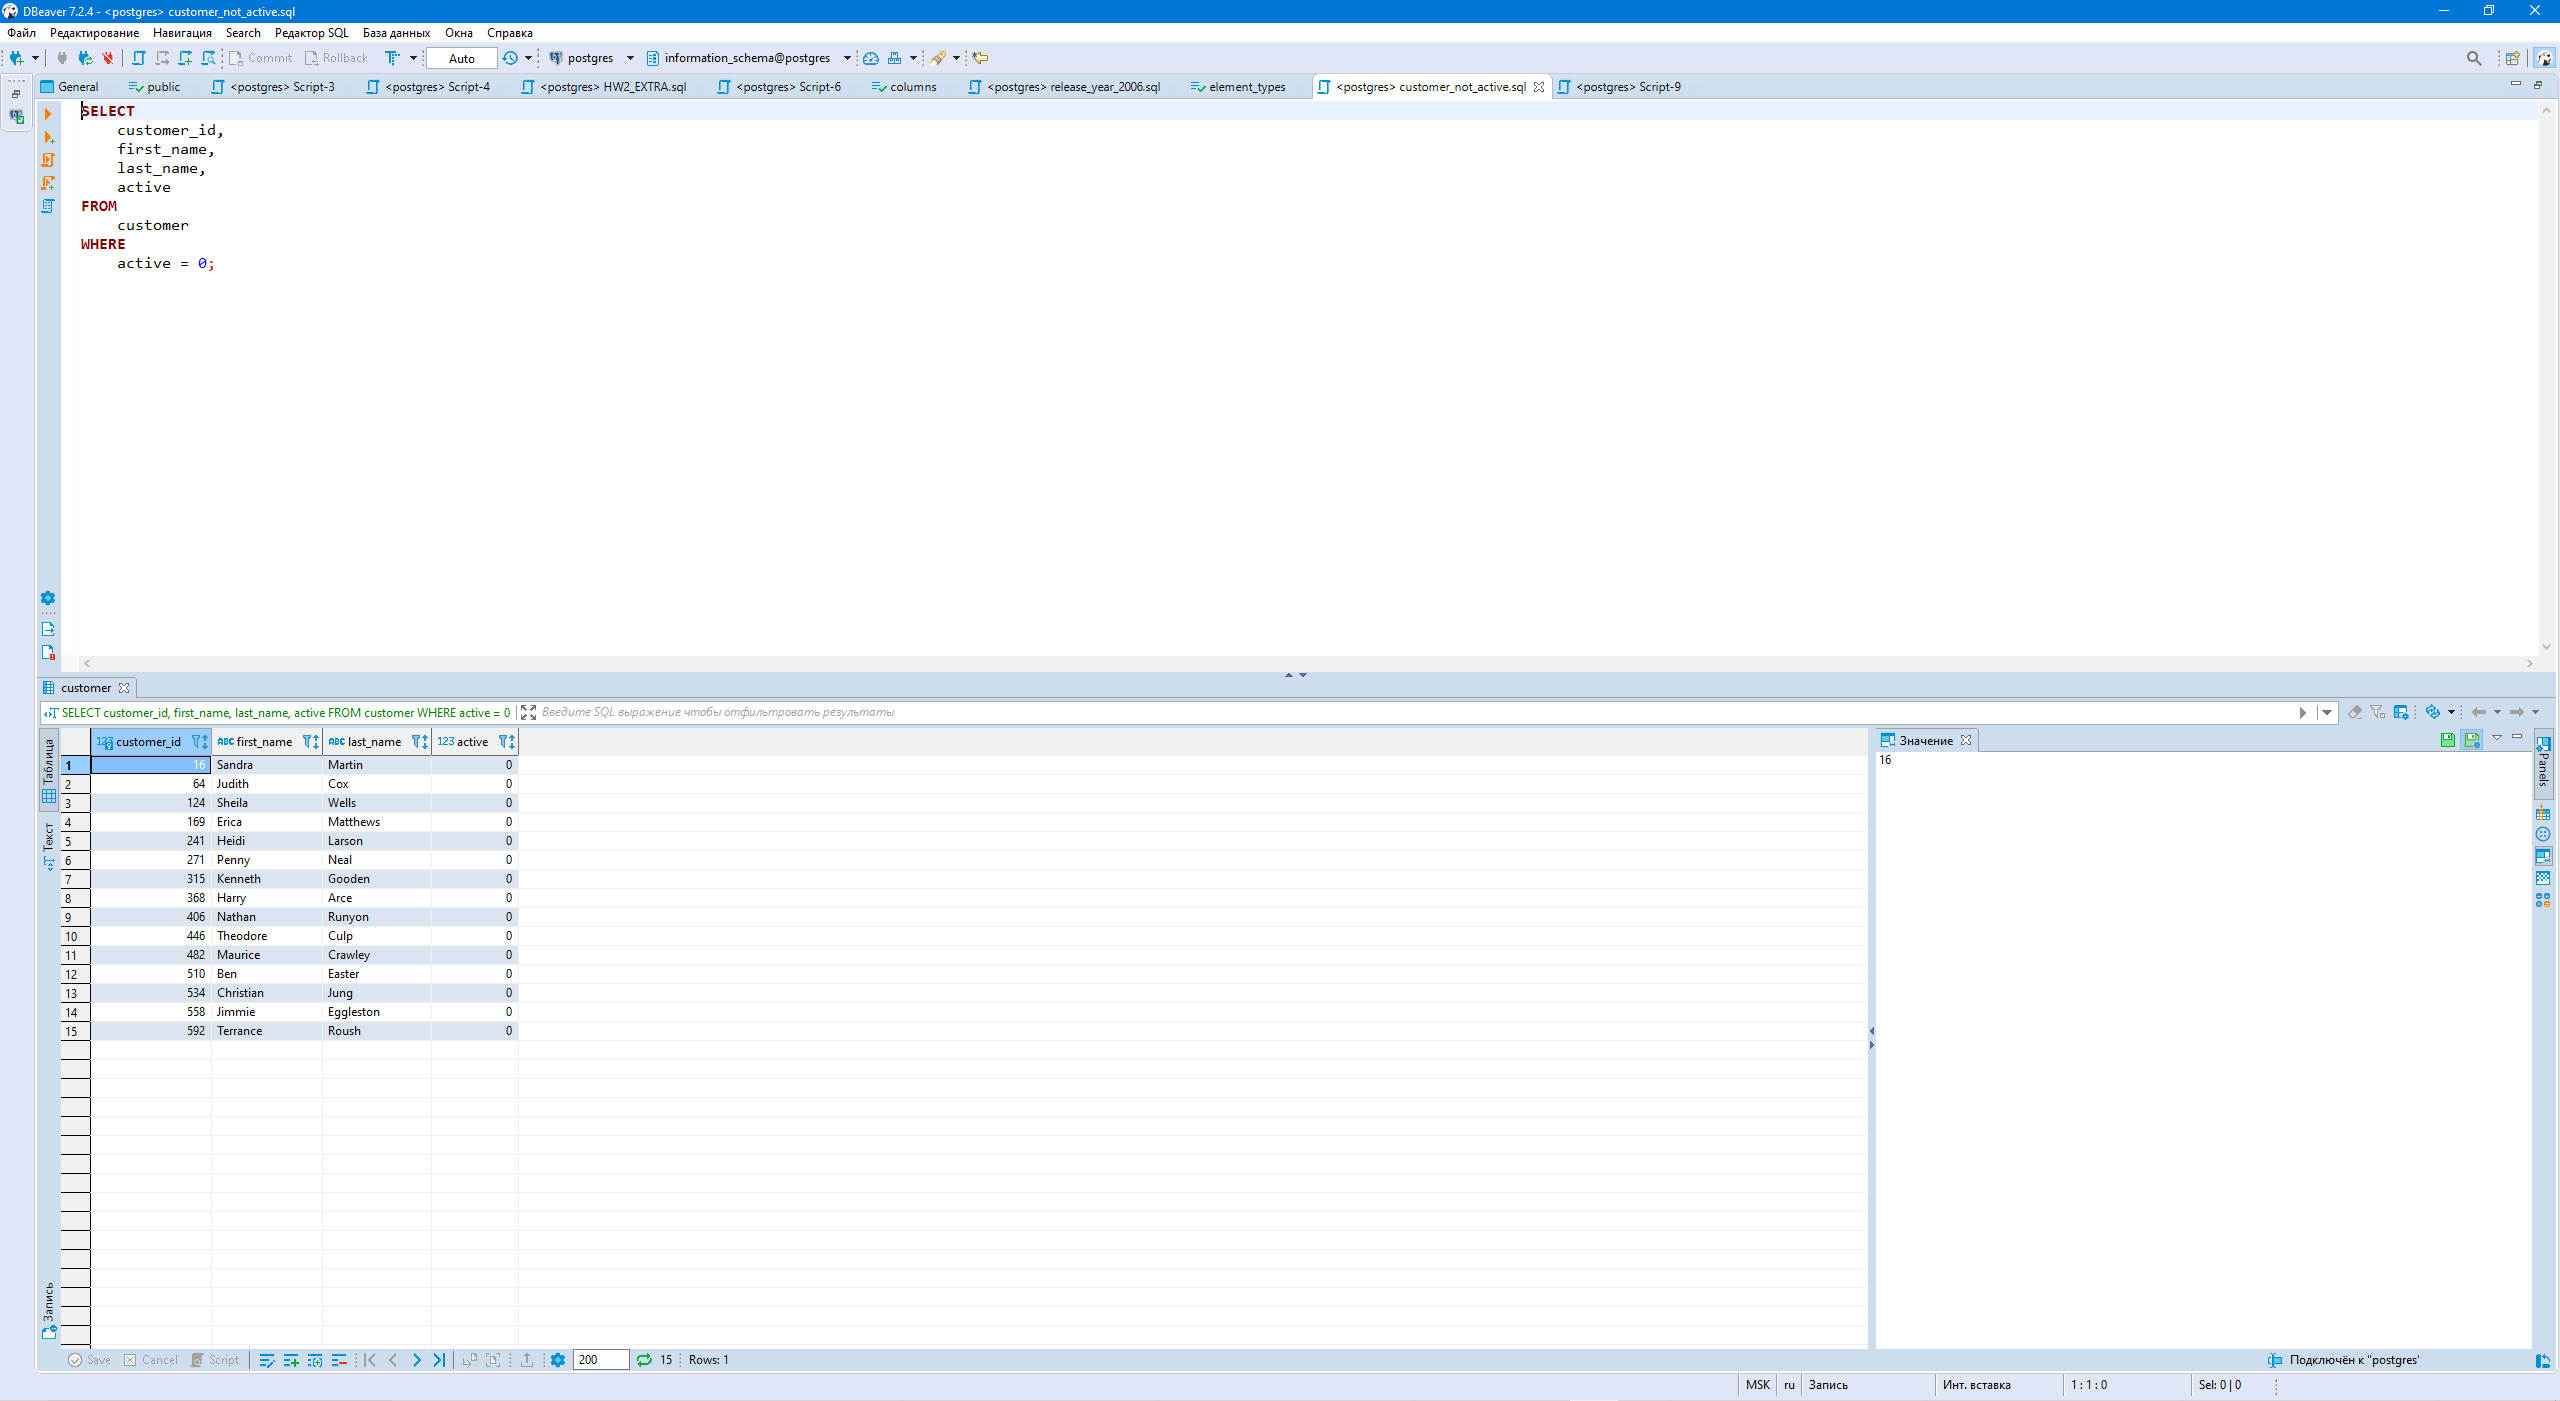 DBeaver 7.2.4 - <postgres> customer_not_active.sql
Файл Редактирование Навигация Search Редактор SQL База данных Окна Справка
Commit Rollback Auto postgres information_schema@postgres
General public <postgres> Script-3 <postgres> Script-4 <postgres> HW2_EXTRA.sql <postgres> Script-6 columns <postgres> release_year_2006.sql element_types <postgres> customer_not_active.sql <postgres> Script-9
SELECT
customer_id,
first_name,
last_name,
active
FROM
customer
WHERE
active = 0;
customer
SELECT customer_id, first_name, last_name, active FROM customer WHERE active = 0 Введите SQL выражение чтобы отфильтровать результаты
Таблица
Текст
Запись
123 customer_id ABC first_name ABC last_name 123 active
1 16 Sandra Martin 0
2 64 Judith Cox 0
3 124 Sheila Wells 0
4 169 Erica Matthews 0
5 241 Heidi Larson 0
6 271 Penny Neal 0
7 315 Kenneth Gooden 0
8 368 Harry Arce 0
9 406 Nathan Runyon 0
10 446 Theodore Culp 0
11 482 Maurice Crawley 0
12 510 Ben Easter 0
13 534 Christian Jung 0
14 558 Jimmie Eggleston 0
15 592 Terrance Roush 0
Значение
16
Panels
Save Cancel Script 200 15 Rows: 1
Подключён к "postgres"
MSK ru Запись Инт. вставка 1 : 1 : 0 Sel: 0 | 0